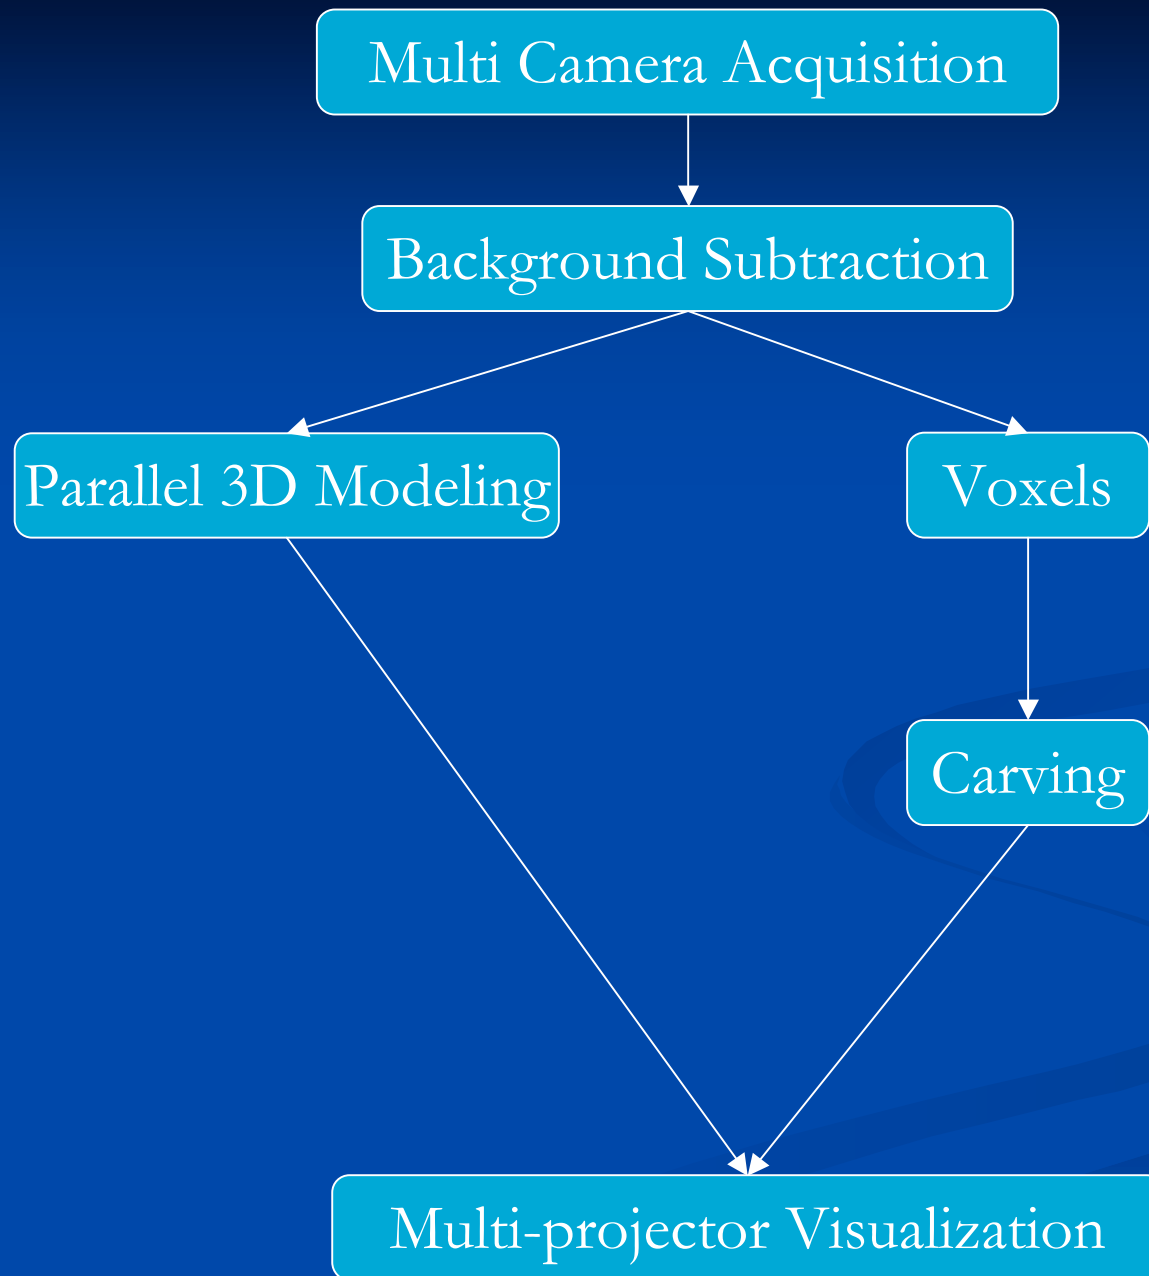 Multi Camera Acquisition
Background Subtraction
Parallel 3D Modeling
Voxels
Carving
Multi-projector Visualization